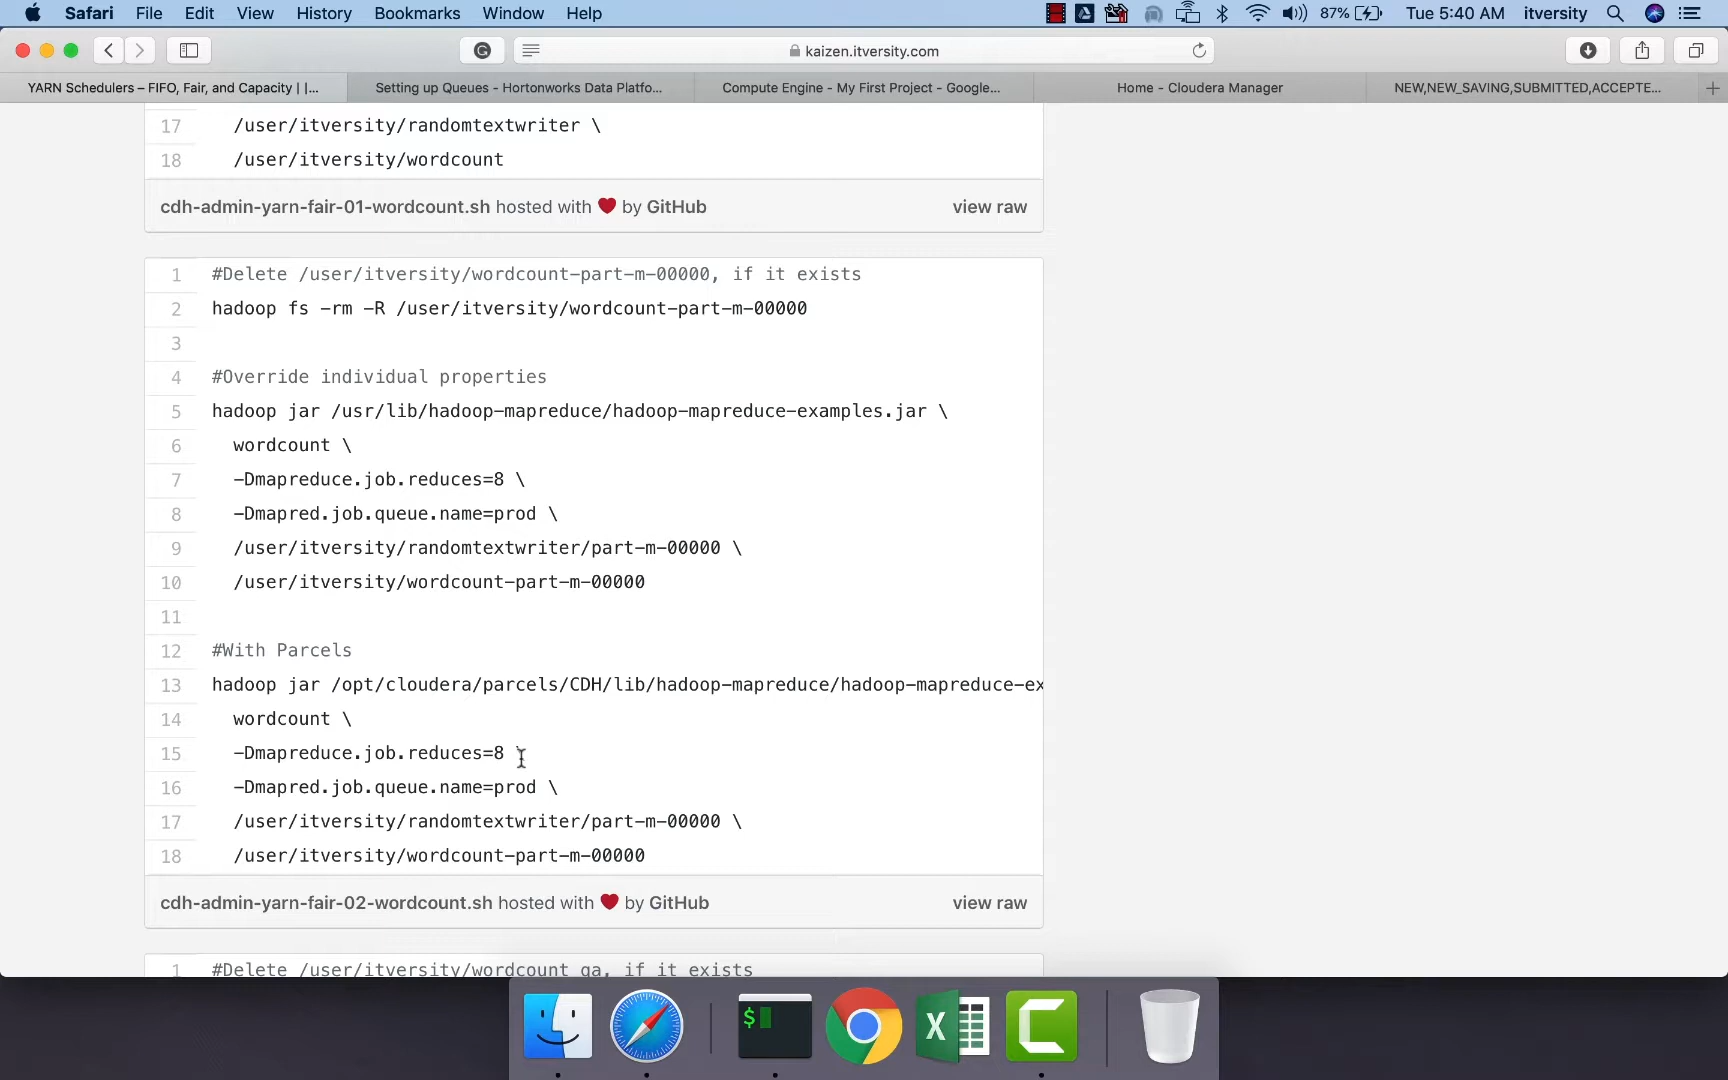 Safari File Edit View History Bookmarks Window Help 87% Tue 5:40 AM itversity
kaizen.itversity.com
YARN Schedulers – FIFO, Fair, and Capacity | |... Setting up Queues - Hortonworks Data Platfo... Compute Engine - My First Project - Google... Home - Cloudera Manager NEW,NEW_SAVING,SUBMITTED,ACCEPTE...
17 /user/itversity/randomtextwriter \
18 /user/itversity/wordcount
cdh-admin-yarn-fair-01-wordcount.sh hosted with ❤ by GitHub view raw
1 #Delete /user/itversity/wordcount-part-m-00000, if it exists
2 hadoop fs -rm -R /user/itversity/wordcount-part-m-00000
3
4 #Override individual properties
5 hadoop jar /usr/lib/hadoop-mapreduce/hadoop-mapreduce-examples.jar \
6 wordcount \
7 -Dmapreduce.job.reduces=8 \
8 -Dmapred.job.queue.name=prod \
9 /user/itversity/randomtextwriter/part-m-00000 \
10 /user/itversity/wordcount-part-m-00000
11
12 #With Parcels
13 hadoop jar /opt/cloudera/parcels/CDH/lib/hadoop-mapreduce/hadoop-mapreduce-ex
14 wordcount \
15 -Dmapreduce.job.reduces=8 \
16 -Dmapred.job.queue.name=prod \
17 /user/itversity/randomtextwriter/part-m-00000 \
18 /user/itversity/wordcount-part-m-00000
cdh-admin-yarn-fair-02-wordcount.sh hosted with ❤ by GitHub view raw
1 #Delete /user/itversity/wordcount qa, if it exists